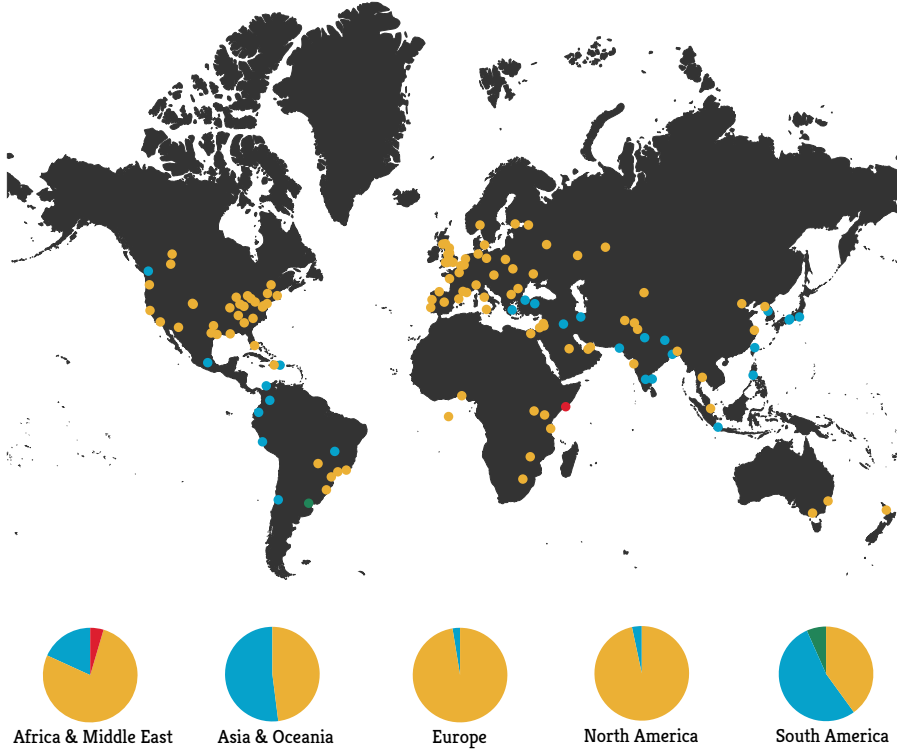 Africa & Middle East
Asia & Oceania
Europe
North America
South America